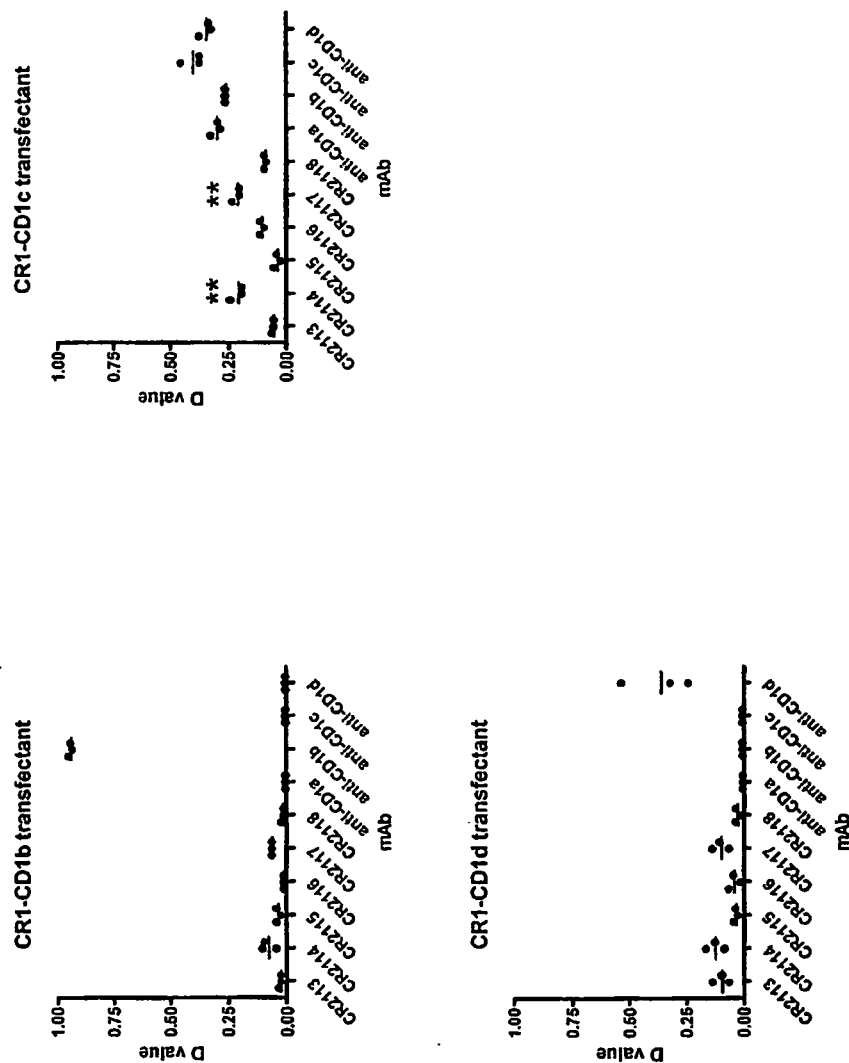 CR1-CD1b transfectant
D value
1.00
0.75
0.50
0.25
0.00
CR2113
CR2114
CR2115
CR2116
CR2117
CR2118
anti-CD1a
anti-CD1b
anti-CD1c
anti-CD1d
mAb
CR1-CD1c transfectant
D value
1.00
0.75
0.50
0.25
0.00
**
**
CR2113
CR2114
CR2115
CR2116
CR2117
CR2118
anti-CD1a
anti-CD1b
anti-CD1c
anti-CD1d
mAb
CR1-CD1d transfectant
D value
1.00
0.75
0.50
0.25
0.00
CR2113
CR2114
CR2115
CR2116
CR2117
CR2118
anti-CD1a
anti-CD1b
anti-CD1c
anti-CD1d
mAb